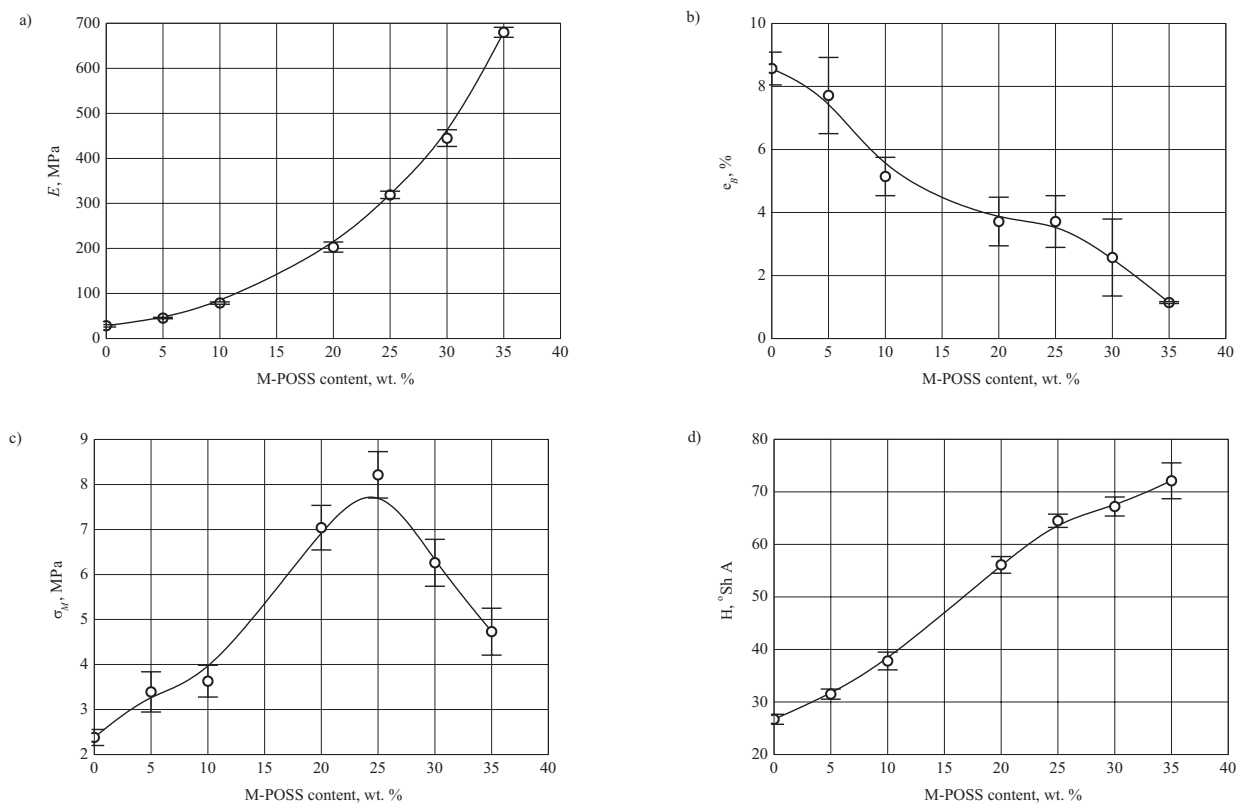 a)
700
600
500
400
300
200
100
0
E, MPa
0 5 10 15 20 25 30 35 40
M-POSS content, wt. %
b)
10
8
6
4
2
0
e_B, %
0 5 10 15 20 25 30 35 40
M-POSS content, wt. %
c)
9
8
7
6
5
4
3
2
σ_M, MPa
0 5 10 15 20 25 30 35 40
M-POSS content, wt. %
d)
80
70
60
50
40
30
20
H, °Sh A
0 5 10 15 20 25 30 35 40
M-POSS content, wt. %